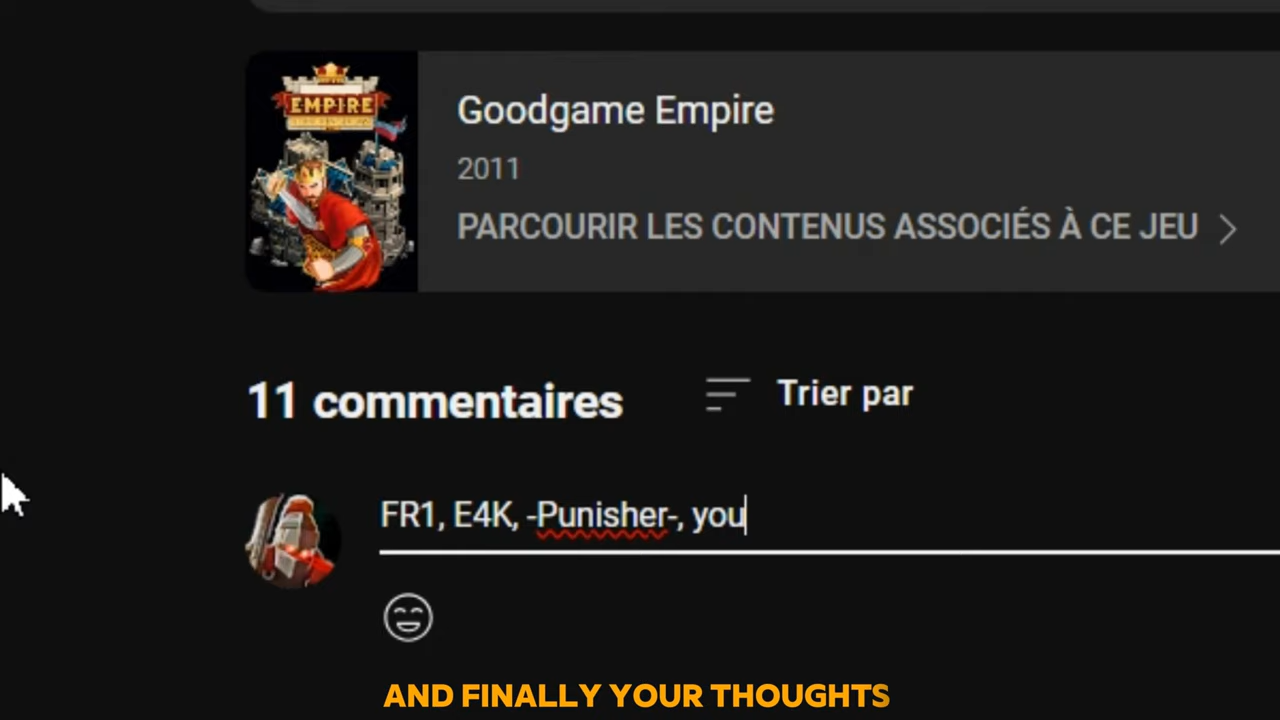 EMPIRE
Goodgame Empire
2011
PARCOURIR LES CONTENUS ASSOCIÉS À CE JEU
11 commentaires
Trier par
FR1, E4K, -Punisher-, you
AND FINALLY YOUR THOUGHTS